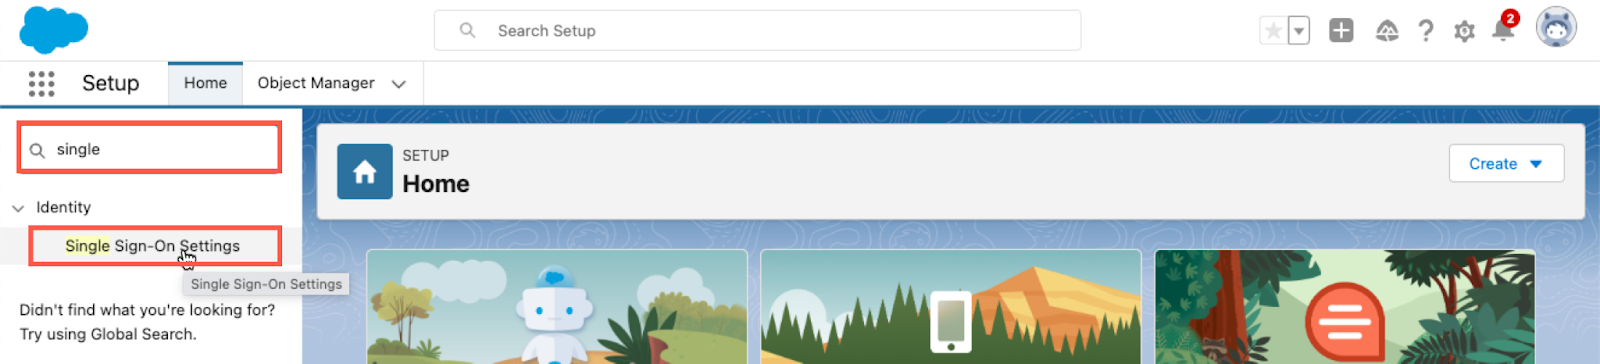 Search Setup
2
Setup
Home
Object Manager
single
SETUP
Home
Create
Identity
Single Sign-On Settings
Single Sign-On Settings
Didn't find what you're looking for?
Try using Global Search.